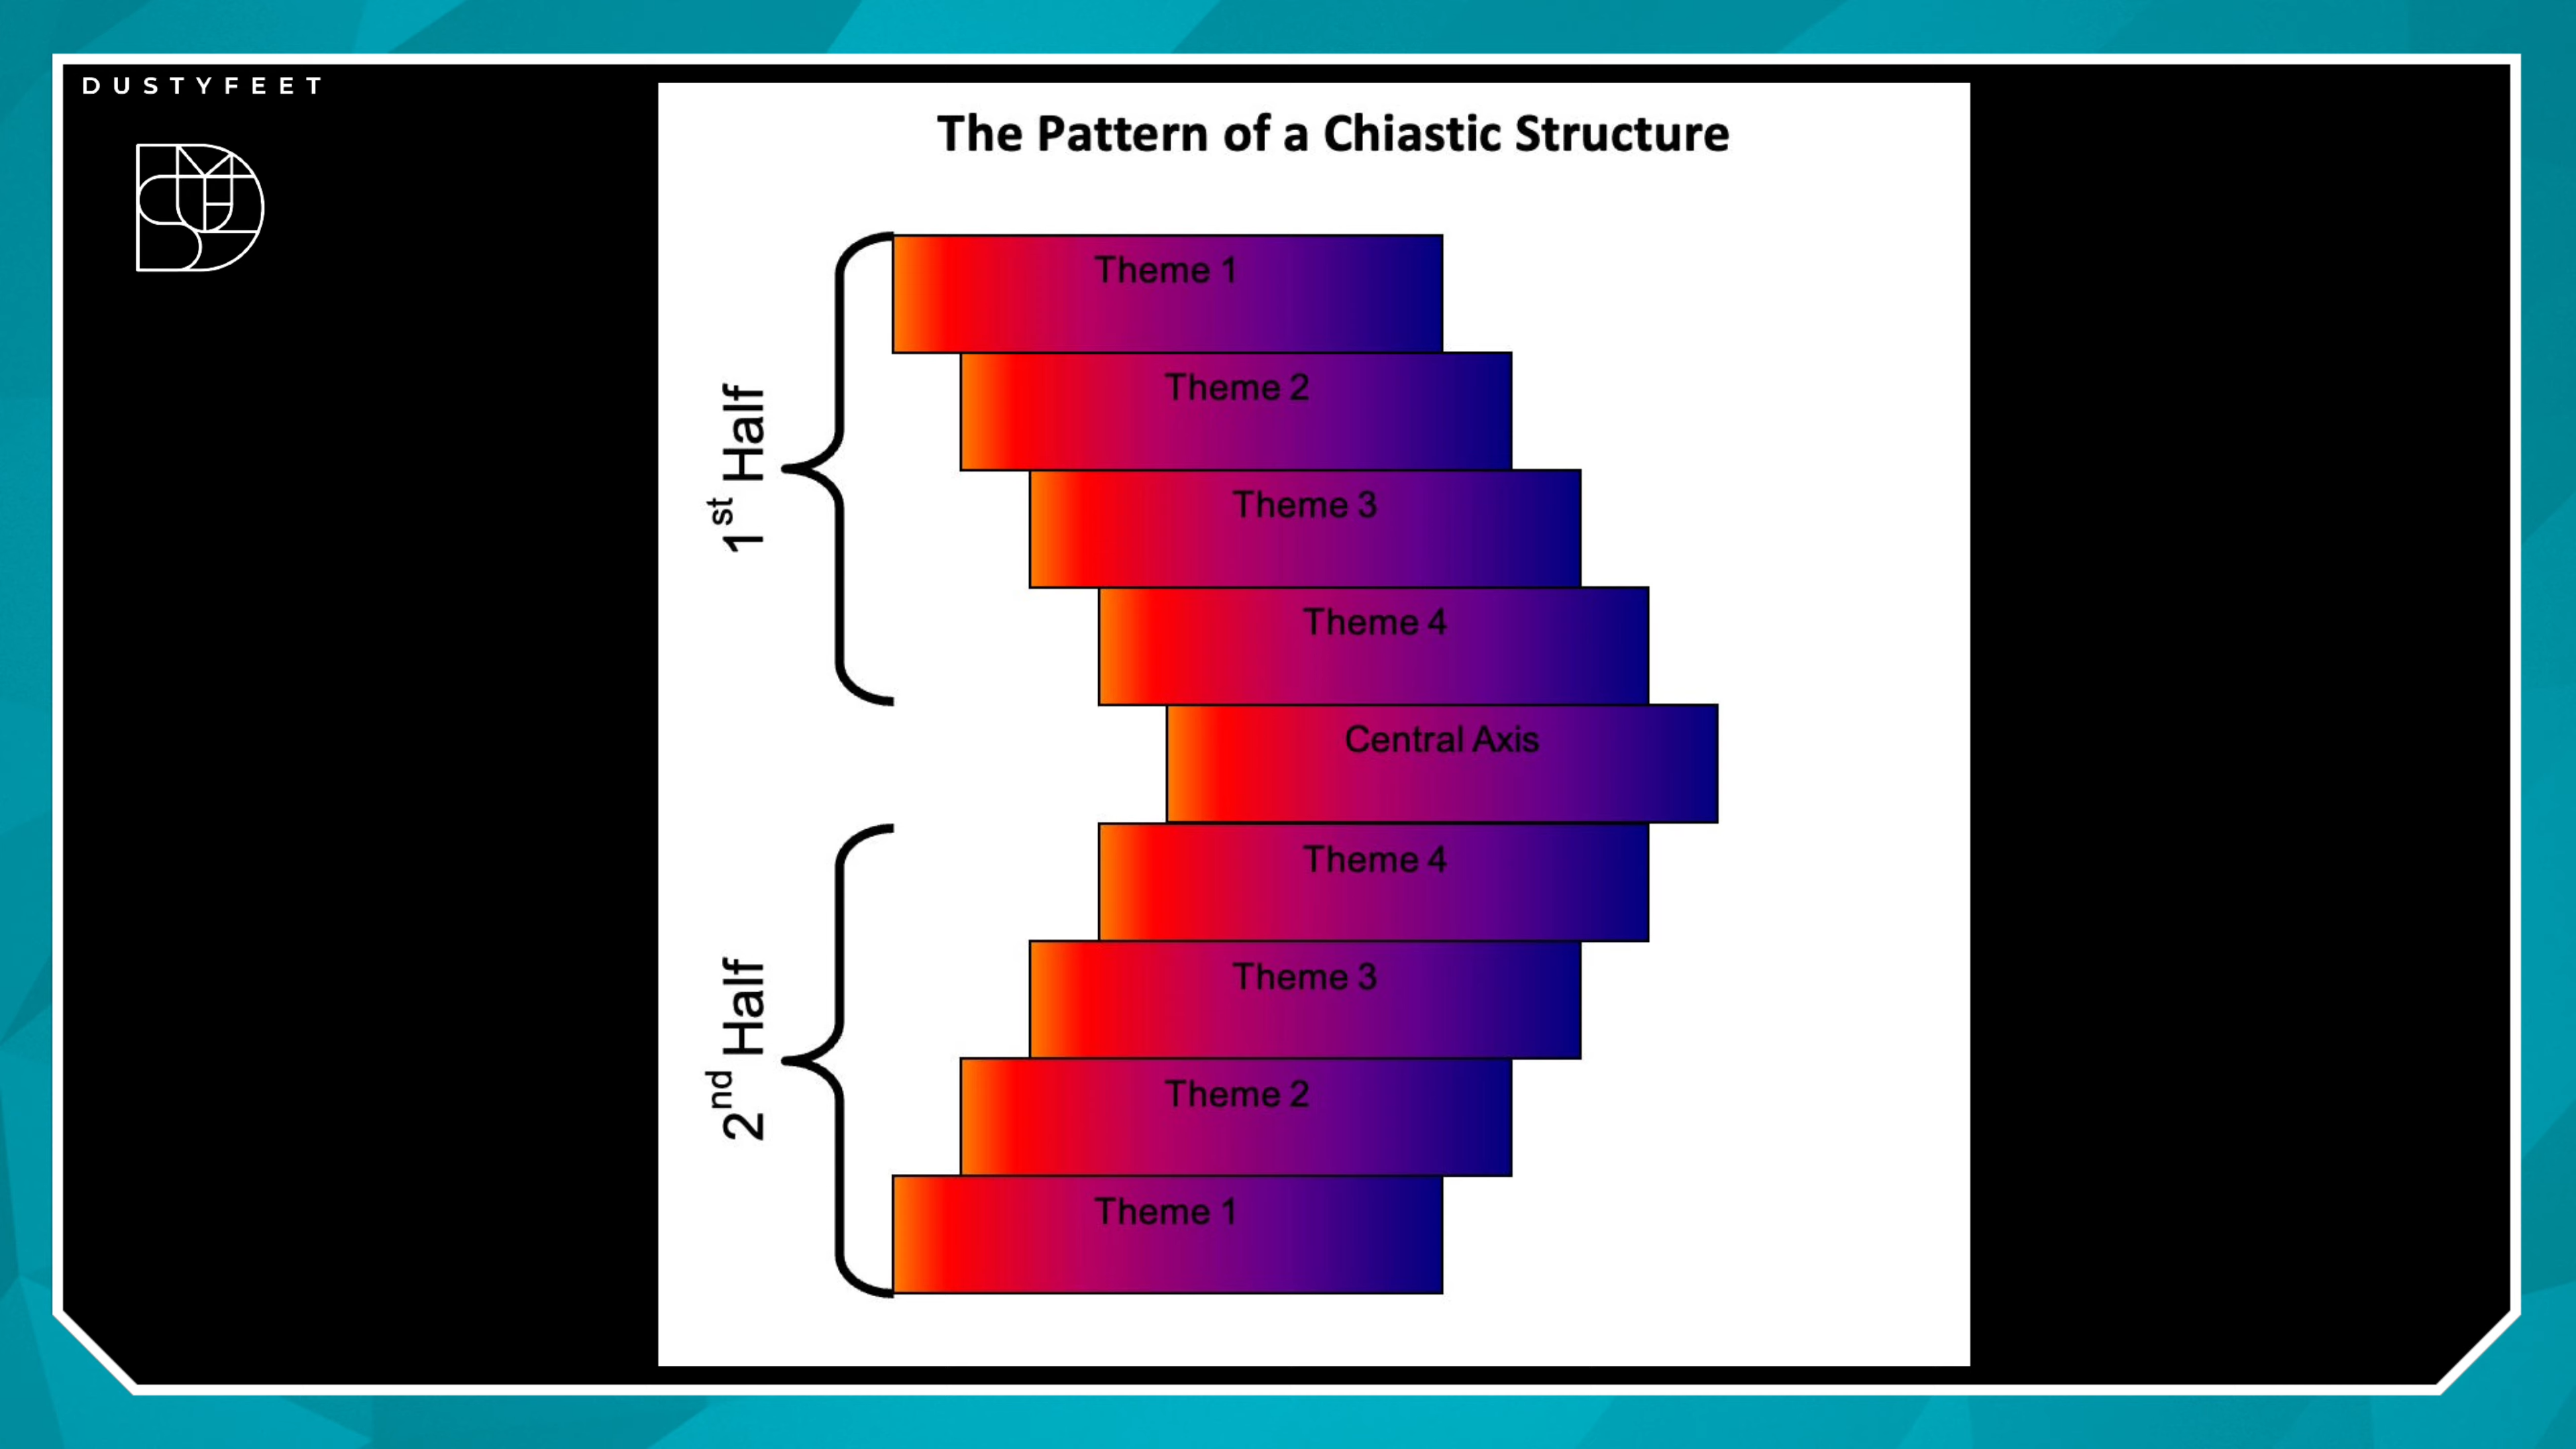 DUSTYFEET
The Pattern of a Chiastic Structure
1st Half
Theme 1
Theme 2
Theme 3
Theme 4
Central Axis
2nd Half
Theme 4
Theme 3
Theme 2
Theme 1